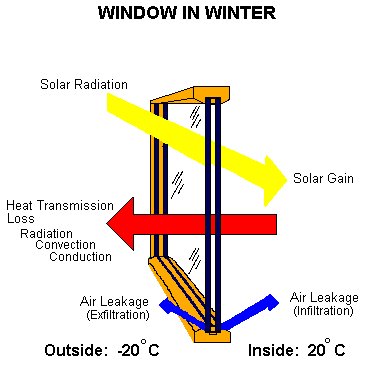 WINDOW IN WINTER
Solar Radiation
Solar Gain
Heat Transmission
Loss
Radiation
Convection
Conduction
Air Leakage
(Exfiltration)
Air Leakage
(Infiltration)
Outside: -20°C
Inside: 20°C